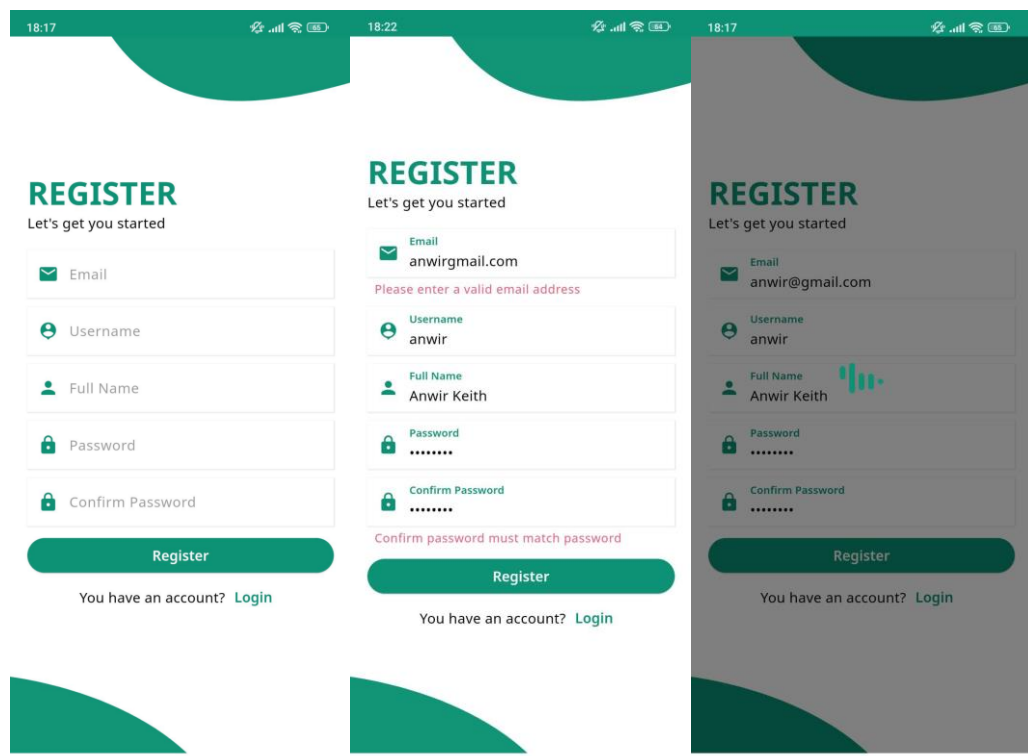 18:17
65
REGISTER
Let's get you started
Email
Username
Full Name
Password
Confirm Password
Register
You have an account? Login
18:22
64
REGISTER
Let's get you started
Email
anwirgmail.com
Please enter a valid email address
Username
anwir
Full Name
Anwir Keith
Password
••••••••
Confirm Password
••••••••
Confirm password must match password
Register
You have an account? Login
18:17
65
REGISTER
Let's get you started
Email
anwir@gmail.com
Username
anwir
Full Name
Anwir Keith
Password
••••••••
Confirm Password
••••••••
Register
You have an account? Login